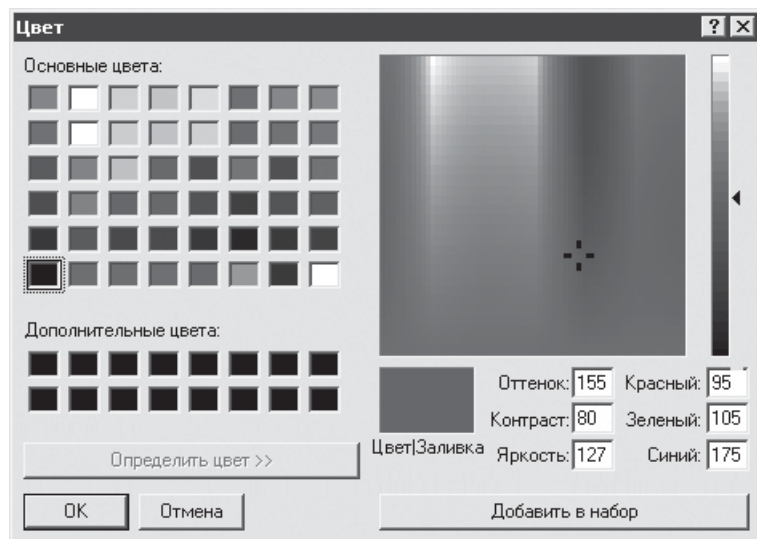 Цвет
Основные цвета:
Дополнительные цвета:
Определить цвет >>
OK Отмена
Цвет|Заливка
Оттенок: 155 Красный: 95
Контраст: 80 Зеленый: 105
Яркость: 127 Синий: 175
Добавить в набор